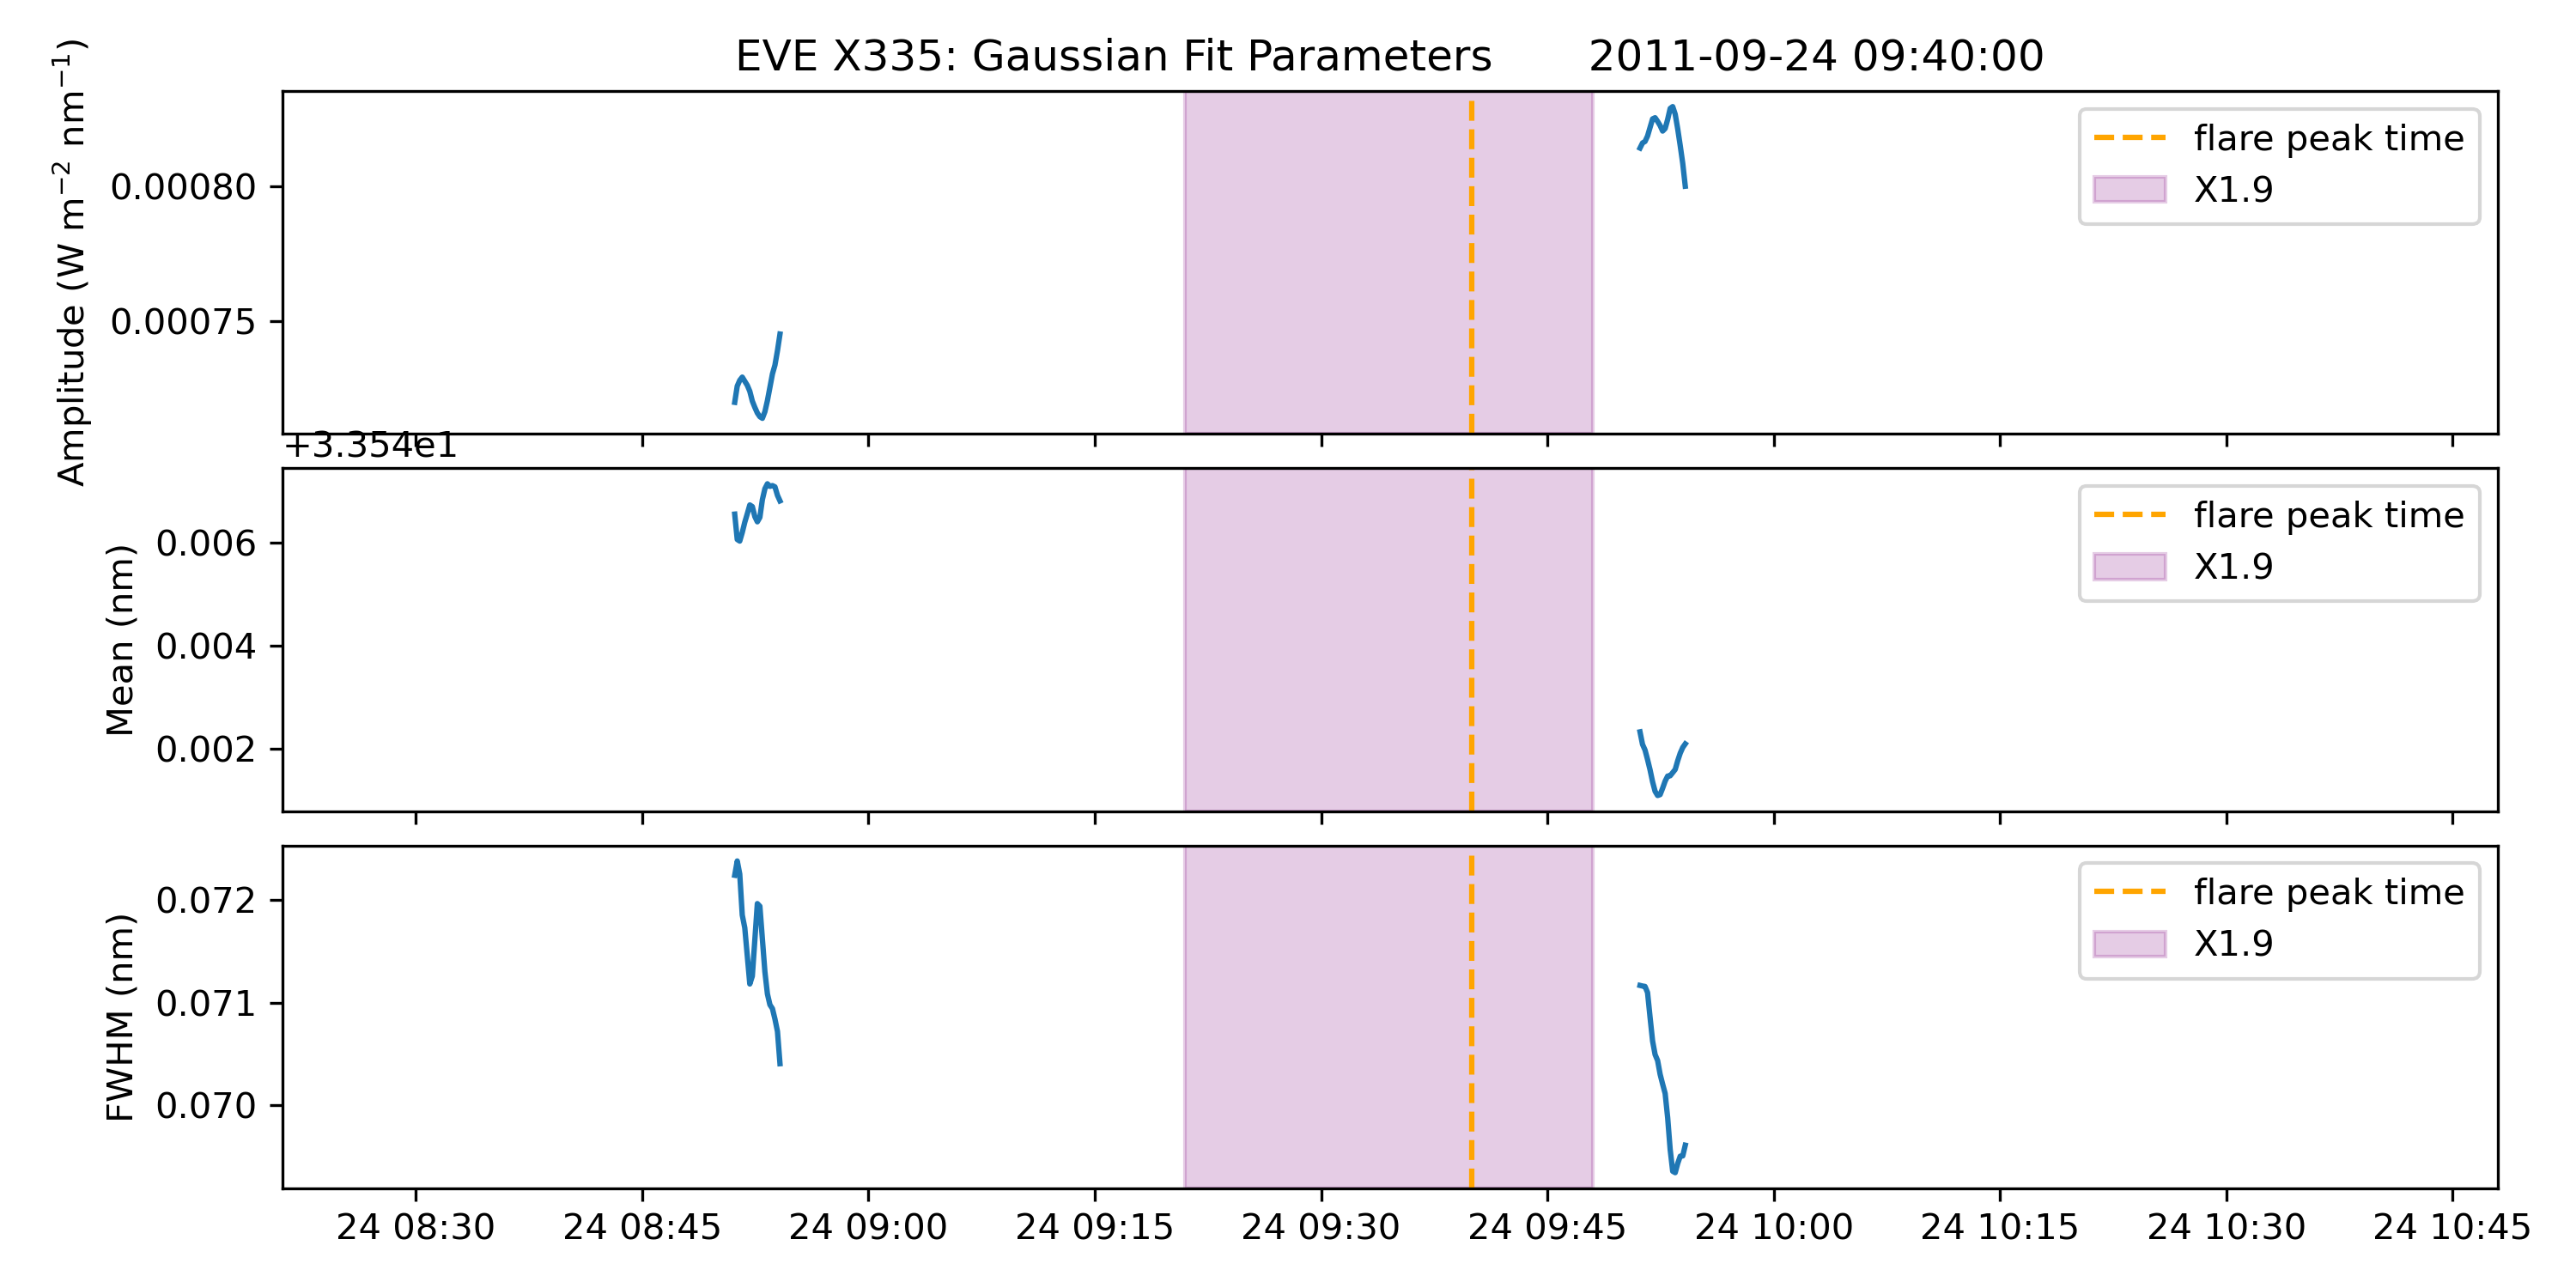 EVE X335: Gaussian Fit Parameters 2011-09-24 09:40:00
Amplitude (W m⁻² nm⁻¹)
0.00080
0.00075
flare peak time
X1.9
+3.354e1
Mean (nm)
0.006
0.004
0.002
flare peak time
X1.9
FWHM (nm)
0.072
0.071
0.070
flare peak time
X1.9
24 08:30 24 08:45 24 09:00 24 09:15 24 09:30 24 09:45 24 10:00 24 10:15 24 10:30 24 10:45